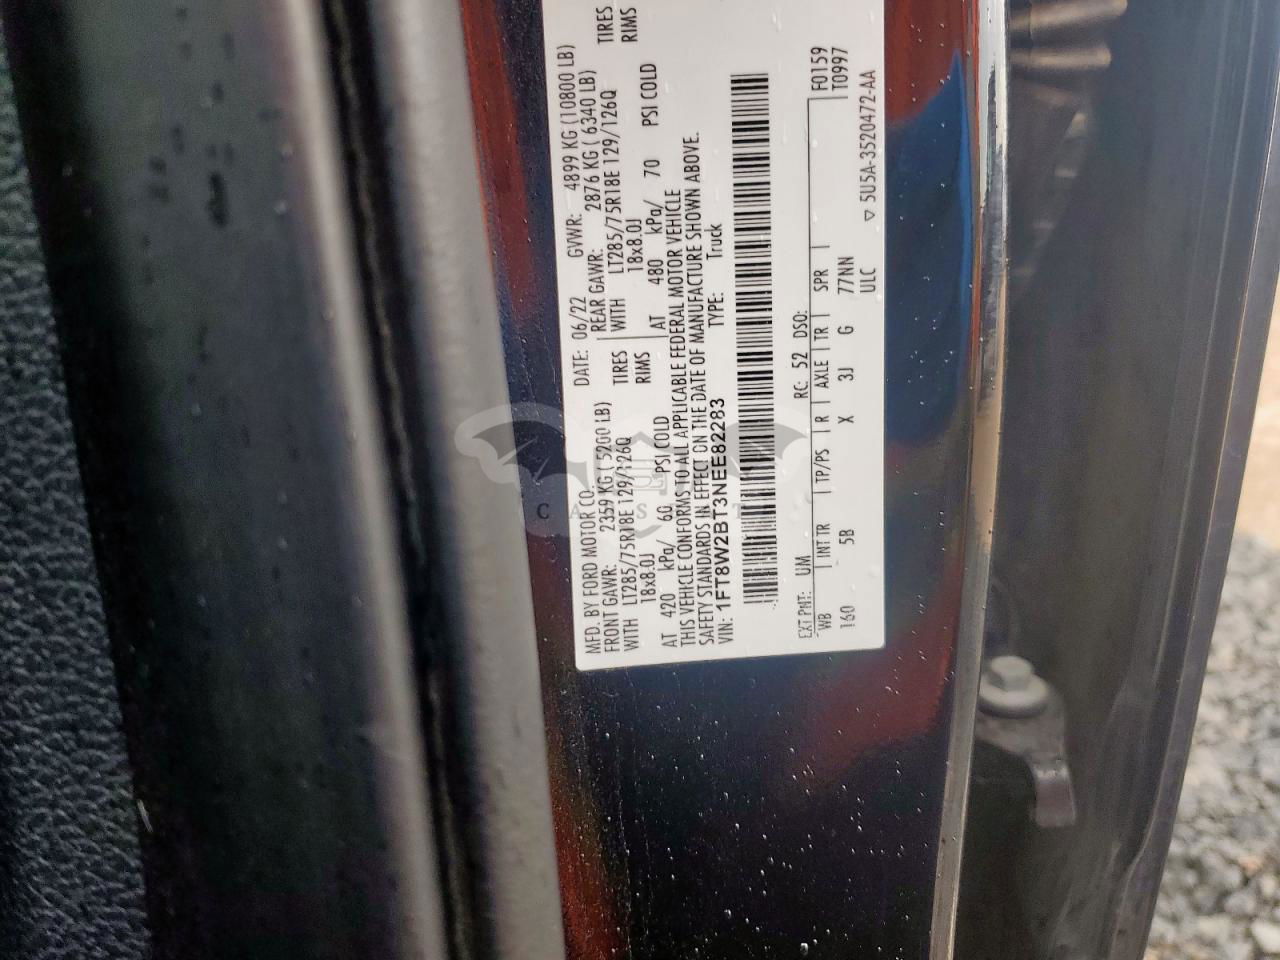 MFD. BY FORD MOTOR CO.
DATE: 06/22 GVWR: 4899 KG (10800 LB)
FRONT GAWR: 2359 KG (5200 LB) REAR GAWR: 2876 KG (6340 LB)
WITH LT285/75R18E 129/126Q TIRES WITH LT285/75R18E 129/126Q TIRES
18x8.0J RIMS 18x8.0J RIMS
AT 420 kPa/ 60 PSI COLD AT 480 kPa/ 70 PSI COLD
THIS VEHICLE CONFORMS TO ALL APPLICABLE FEDERAL MOTOR VEHICLE
SAFETY STANDARDS IN EFFECT ON THE DATE OF MANUFACTURE SHOWN ABOVE.
VIN: 1FT8W2BT3NEE82283 TYPE: Truck
EXT PNT: UM RC: 52 DSO:
WB INT TR TP/PS R AXLE TR SPR F0159
T0997
160 5B X 3J G 77NN
ULC ▽ 5U5A-3520472-AA